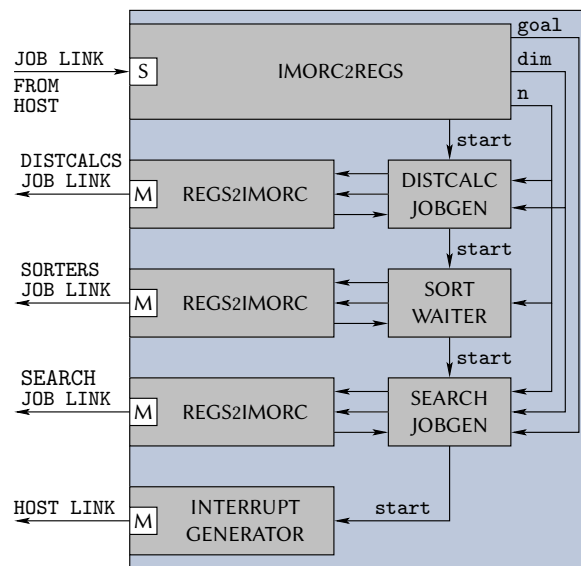 goal
JOB LINK
S
IMORC2REGS
dim
FROM
HOST
n
start
DISTCALCS
JOB LINK
M
REGS2IMORC
DISTCALC
JOBGEN
start
SORTERS
JOB LINK
M
REGS2IMORC
SORT
WAITER
start
SEARCH
JOB LINK
M
REGS2IMORC
SEARCH
JOBGEN
HOST LINK
M
INTERRUPT
GENERATOR
start